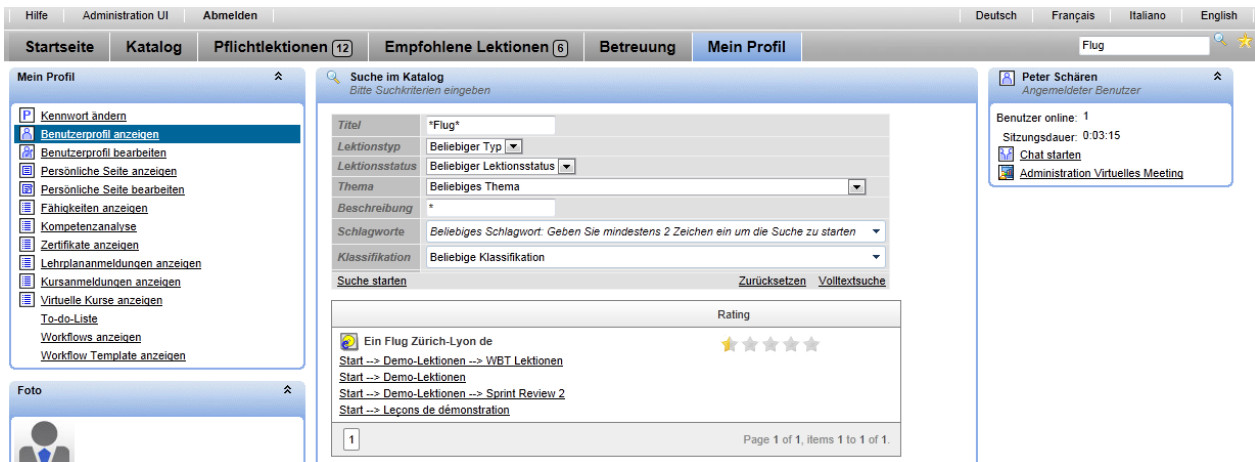 Hilfe Administration UI Abmelden Deutsch Français Italiano English
Startseite Katalog Pflichtlektionen 12 Empfohlene Lektionen 6 Betreuung Mein Profil Flug
Mein Profil
P Kennwort ändern
Benutzerprofil anzeigen
Benutzerprofil bearbeiten
Persönliche Seite anzeigen
Persönliche Seite bearbeiten
Fähigkeiten anzeigen
Kompetenzanalyse
Zertifikate anzeigen
Lehrplananmeldungen anzeigen
Kursanmeldungen anzeigen
Virtuelle Kurse anzeigen
To-do-Liste
Workflows anzeigen
Workflow Template anzeigen
Foto
Suche im Katalog
Bitte Suchkriterien eingeben
Titel *Flug*
Lektionstyp Beliebiger Typ
Lektionsstatus Beliebiger Lektionsstatus
Thema Beliebiges Thema
Beschreibung *
Schlagworte Beliebiges Schlagwort: Geben Sie mindestens 2 Zeichen ein um die Suche zu starten
Klassifikation Beliebige Klassifikation
Suche starten Zurücksetzen Volltextsuche
Rating
Ein Flug Zürich-Lyon de
Start --> Demo-Lektionen --> WBT Lektionen
Start --> Demo-Lektionen
Start --> Demo-Lektionen --> Sprint Review 2
Start --> Leçons de démonstration
1 Page 1 of 1, items 1 to 1 of 1.
Peter Schären
Angemeldeter Benutzer
Benutzer online: 1
Sitzungsdauer: 0:03:15
Chat starten
Administration Virtuelles Meeting